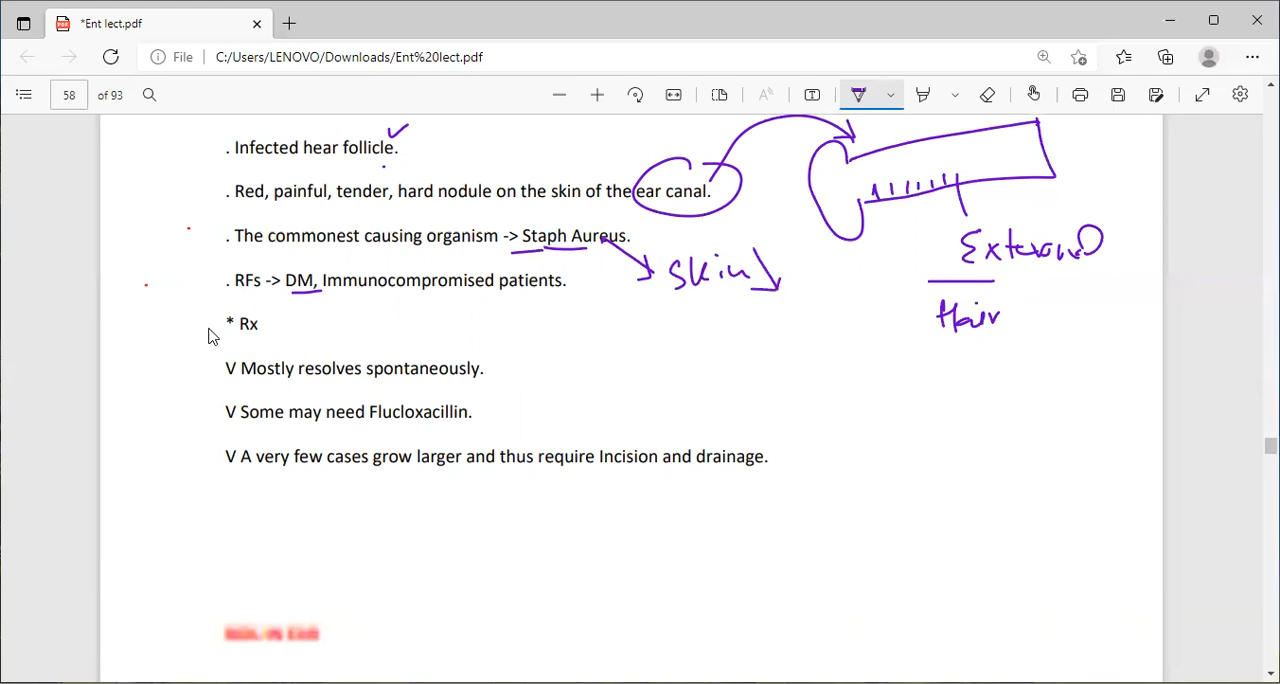 *Ent lect.pdf
File C:/Users/LENOVO/Downloads/Ent%20lect.pdf
58 of 93
. Infected hear follicle.
. Red, painful, tender, hard nodule on the skin of the ear canal.
. The commonest causing organism -> Staph Aureus.
skin
External
. RFs -> DM, Immunocompromised patients.
Hair
* Rx
V Mostly resolves spontaneously.
V Some may need Flucloxacillin.
V A very few cases grow larger and thus require Incision and drainage.